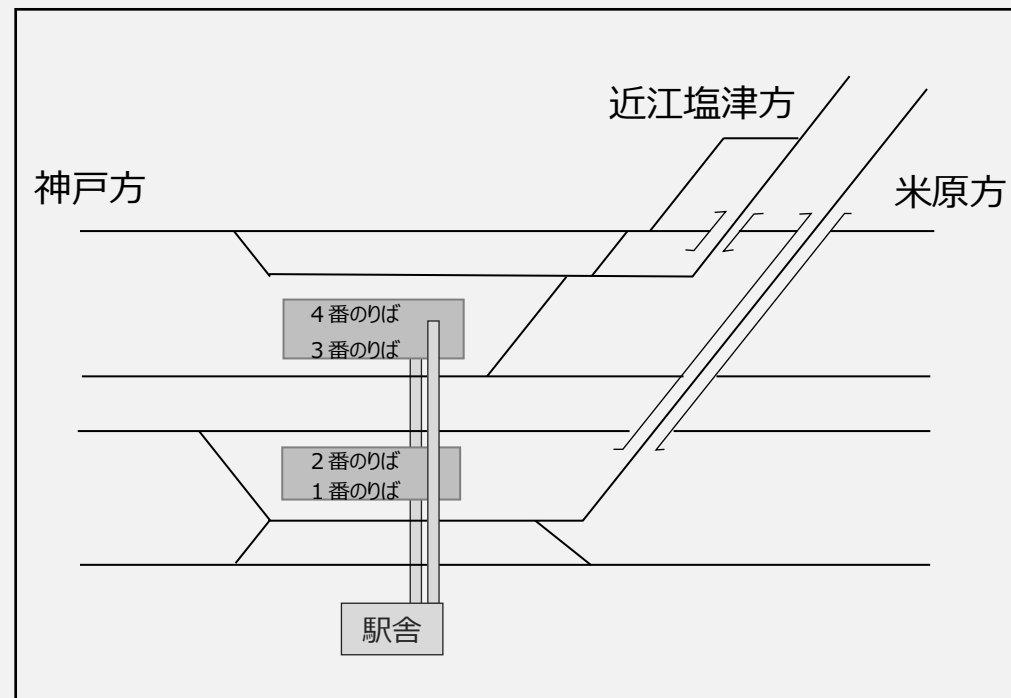 近江塩津方
神戸方
米原方
４番のりば
３番のりば
２番のりば
１番のりば
駅舎